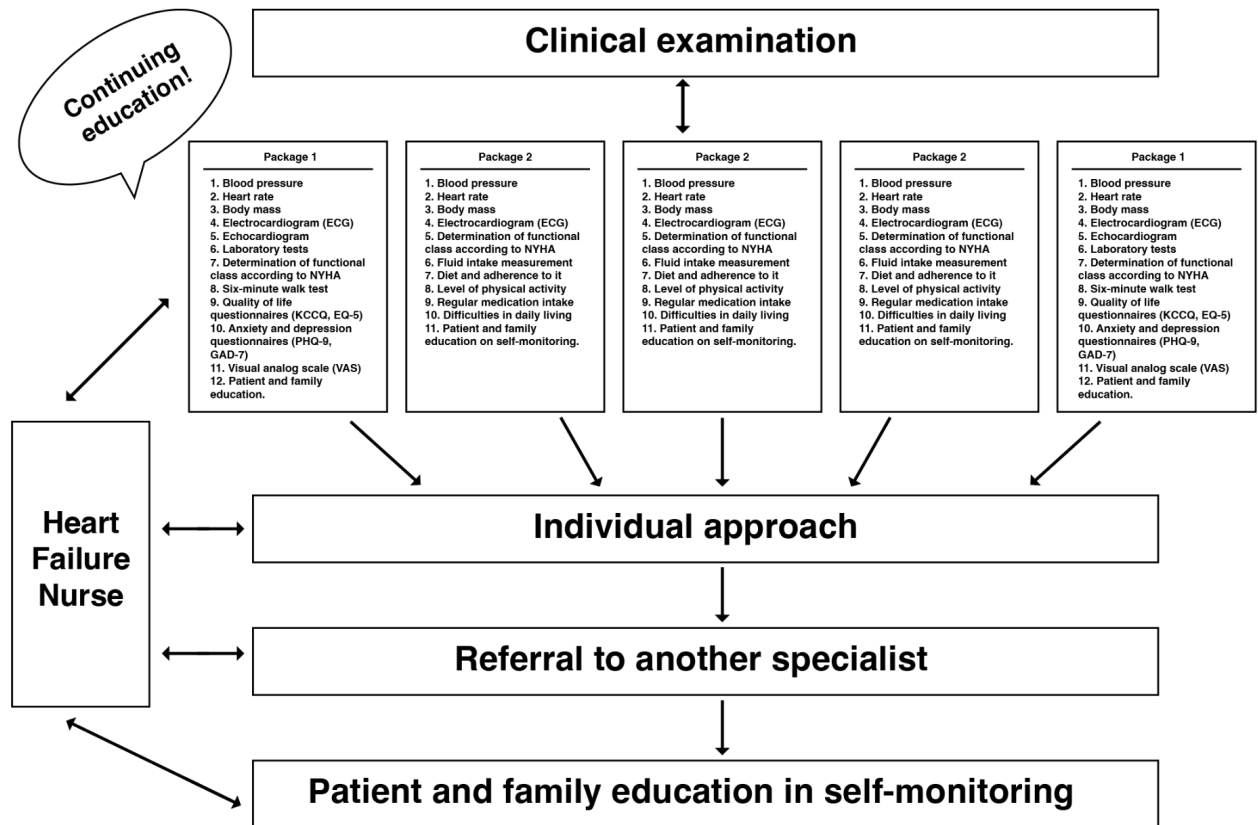 Clinical examination
Continuing
education!
Package 1
1. Blood pressure
2. Heart rate
3. Body mass
4. Electrocardiogram (ECG)
5. Echocardiogram
6. Laboratory tests
7. Determination of functional
class according to NYHA
8. Six-minute walk test
9. Quality of life
questionnaires (KCCQ, EQ-5)
10. Anxiety and depression
questionnaires (PHQ-9,
GAD-7)
11. Visual analog scale (VAS)
12. Patient and family
education.
Package 2
1. Blood pressure
2. Heart rate
3. Body mass
4. Electrocardiogram (ECG)
5. Determination of functional
class according to NYHA
6. Fluid intake measurement
7. Diet and adherence to it
8. Level of physical activity
9. Regular medication intake
10. Difficulties in daily living
11. Patient and family
education on self-monitoring.
Package 2
1. Blood pressure
2. Heart rate
3. Body mass
4. Electrocardiogram (ECG)
5. Determination of functional
class according to NYHA
6. Fluid intake measurement
7. Diet and adherence to it
8. Level of physical activity
9. Regular medication intake
10. Difficulties in daily living
11. Patient and family
education on self-monitoring.
Package 2
1. Blood pressure
2. Heart rate
3. Body mass
4. Electrocardiogram (ECG)
5. Determination of functional
class according to NYHA
6. Fluid intake measurement
7. Diet and adherence to it
8. Level of physical activity
9. Regular medication intake
10. Difficulties in daily living
11. Patient and family
education on self-monitoring.
Package 1
1. Blood pressure
2. Heart rate
3. Body mass
4. Electrocardiogram (ECG)
5. Echocardiogram
6. Laboratory tests
7. Determination of functional
class according to NYHA
8. Six-minute walk test
9. Quality of life
questionnaires (KCCQ, EQ-5)
10. Anxiety and depression
questionnaires (PHQ-9,
GAD-7)
11. Visual analog scale (VAS)
12. Patient and family
education.
Heart
Failure
Nurse
Individual approach
Referral to another specialist
Patient and family education in self-monitoring